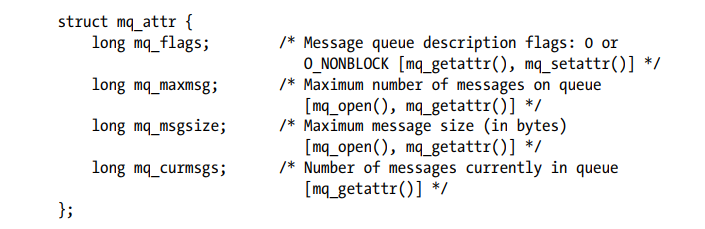 struct mq_attr {
    long mq_flags;        /* Message queue description flags: 0 or
                             O_NONBLOCK [mq_getattr(), mq_setattr()] */
    long mq_maxmsg;       /* Maximum number of messages on queue
                             [mq_open(), mq_getattr()] */
    long mq_msgsize;      /* Maximum message size (in bytes)
                             [mq_open(), mq_getattr()] */
    long mq_curmsgs;      /* Number of messages currently in queue
                             [mq_getattr()] */
};